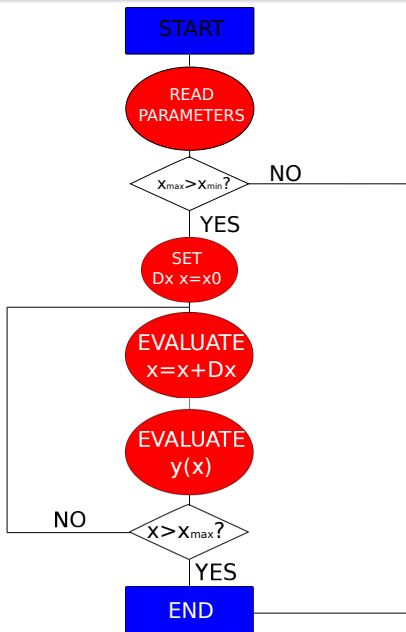 START
READ
PARAMETERS
xmax>xmin?
NO
YES
SET
Dx x=x0
EVALUATE
x=x+Dx
EVALUATE
y(x)
NO
x>xmax?
YES
END